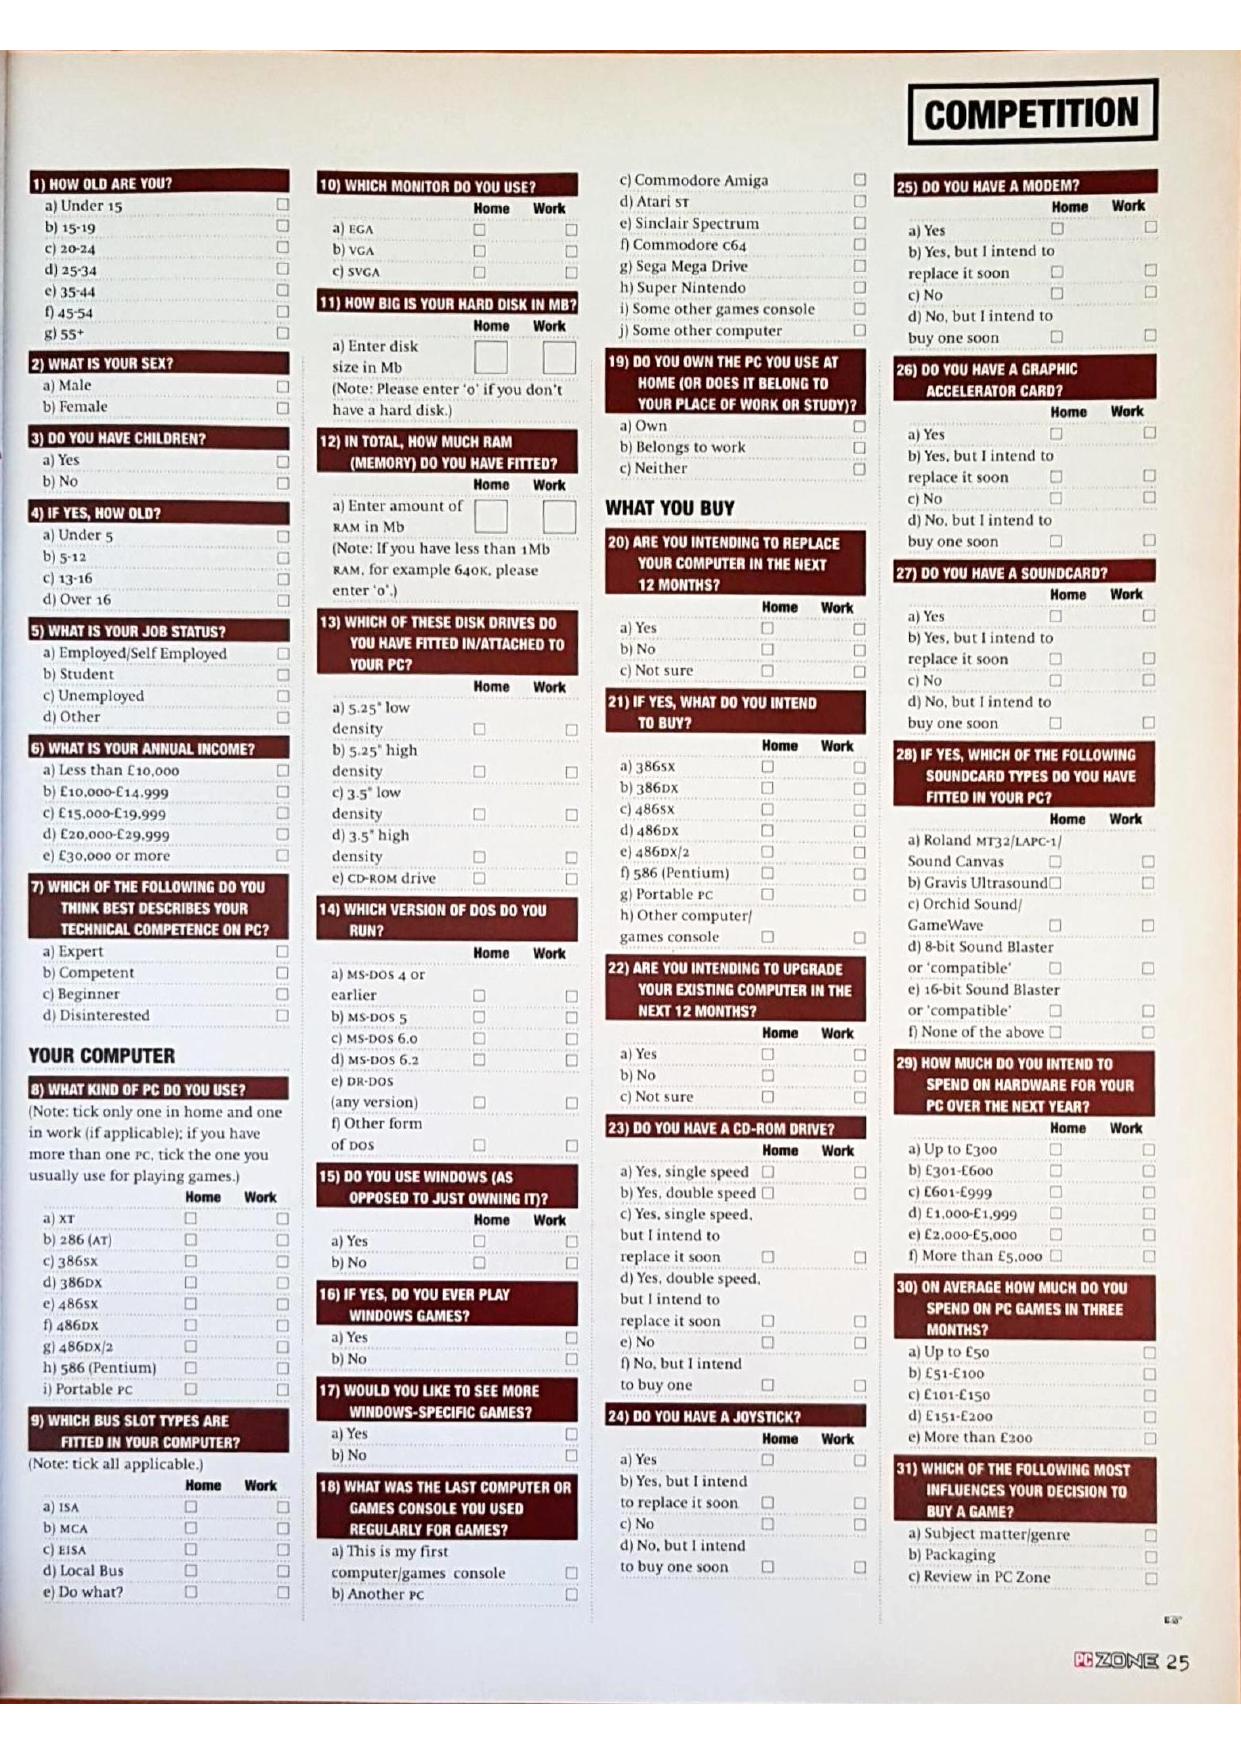 COMPETITION
1) HOW OLD ARE YOU?
a) Under 15
b) 15-19
c) 20-24
d) 25-34
e) 35-44
f) 45-54
g) 55+
2) WHAT IS YOUR SEX?
a) Male
b) Female
3) DO YOU HAVE CHILDREN?
a) Yes
b) No
4) IF YES, HOW OLD?
a) Under 5
b) 5-12
c) 13-16
d) Over 16
5) WHAT IS YOUR JOB STATUS?
a) Employed/Self Employed
b) Student
c) Unemployed
d) Other
6) WHAT IS YOUR ANNUAL INCOME?
a) Less than £10,000
b) £10,000-£14,999
c) £15,000-£19,999
d) £20,000-£29,999
e) £30,000 or more
7) WHICH OF THE FOLLOWING DO YOU
THINK BEST DESCRIBES YOUR
TECHNICAL COMPETENCE ON PC?
a) Expert
b) Competent
c) Beginner
d) Disinterested
YOUR COMPUTER
8) WHAT KIND OF PC DO YOU USE?
(Note: tick only one in home and one
in work (if applicable); if you have
more than one PC, tick the one you
usually use for playing games.)
Home Work
a) XT
b) 286 (AT)
c) 386SX
d) 386DX
e) 486SX
f) 486DX
g) 486DX/2
h) 586 (Pentium)
i) Portable PC
9) WHICH BUS SLOT TYPES ARE
FITTED IN YOUR COMPUTER?
(Note: tick all applicable.)
Home Work
a) ISA
b) MCA
c) EISA
d) Local Bus
e) Do what?
10) WHICH MONITOR DO YOU USE?
Home Work
a) EGA
b) VGA
c) SVGA
11) HOW BIG IS YOUR HARD DISK IN MB?
Home Work
a) Enter disk
size in Mb
(Note: Please enter '0' if you don't
have a hard disk.)
12) IN TOTAL, HOW MUCH RAM
(MEMORY) DO YOU HAVE FITTED?
Home Work
a) Enter amount of
RAM in Mb
(Note: If you have less than 1Mb
RAM, for example 640K, please
enter '0'.)
13) WHICH OF THESE DISK DRIVES DO
YOU HAVE FITTED IN/ATTACHED TO
YOUR PC?
Home Work
a) 5.25" low
density
b) 5.25" high
density
c) 3.5" low
density
d) 3.5" high
density
e) CD-ROM drive
14) WHICH VERSION OF DOS DO YOU
RUN?
Home Work
a) MS-DOS 4 or
earlier
b) MS-DOS 5
c) MS-DOS 6.0
d) MS-DOS 6.2
e) DR-DOS
(any version)
f) Other form
of DOS
15) DO YOU USE WINDOWS (AS
OPPOSED TO JUST OWNING IT)?
Home Work
a) Yes
b) No
16) IF YES, DO YOU EVER PLAY
WINDOWS GAMES?
a) Yes
b) No
17) WOULD YOU LIKE TO SEE MORE
WINDOWS-SPECIFIC GAMES?
a) Yes
b) No
18) WHAT WAS THE LAST COMPUTER OR
GAMES CONSOLE YOU USED
REGULARLY FOR GAMES?
a) This is my first
computer/games console
b) Another PC
c) Commodore Amiga
d) Atari ST
e) Sinclair Spectrum
f) Commodore C64
g) Sega Mega Drive
h) Super Nintendo
i) Some other games console
j) Some other computer
19) DO YOU OWN THE PC YOU USE AT
HOME (OR DOES IT BELONG TO
YOUR PLACE OF WORK OR STUDY)?
a) Own
b) Belongs to work
c) Neither
WHAT YOU BUY
20) ARE YOU INTENDING TO REPLACE
YOUR COMPUTER IN THE NEXT
12 MONTHS?
Home Work
a) Yes
b) No
c) Not sure
21) IF YES, WHAT DO YOU INTEND
TO BUY?
Home Work
a) 386SX
b) 386DX
c) 486SX
d) 486DX
e) 486DX/2
f) 586 (Pentium)
g) Portable PC
h) Other computer/
games console
22) ARE YOU INTENDING TO UPGRADE
YOUR EXISTING COMPUTER IN THE
NEXT 12 MONTHS?
Home Work
a) Yes
b) No
c) Not sure
23) DO YOU HAVE A CD-ROM DRIVE?
Home Work
a) Yes, single speed
b) Yes, double speed
c) Yes, single speed,
but I intend to
replace it soon
d) Yes, double speed,
but I intend to
replace it soon
e) No
f) No, but I intend
to buy one
24) DO YOU HAVE A JOYSTICK?
Home Work
a) Yes
b) Yes, but I intend
to replace it soon
c) No
d) No, but I intend
to buy one soon
25) DO YOU HAVE A MODEM?
Home Work
a) Yes
b) Yes, but I intend to
replace it soon
c) No
d) No, but I intend to
buy one soon
26) DO YOU HAVE A GRAPHIC
ACCELERATOR CARD?
Home Work
a) Yes
b) Yes, but I intend to
replace it soon
c) No
d) No, but I intend to
buy one soon
27) DO YOU HAVE A SOUNDCARD?
Home Work
a) Yes
b) Yes, but I intend to
replace it soon
c) No
d) No, but I intend to
buy one soon
28) IF YES, WHICH OF THE FOLLOWING
SOUNDCARD TYPES DO YOU HAVE
FITTED IN YOUR PC?
Home Work
a) Roland MT32/LAPC-1/
Sound Canvas
b) Gravis Ultrasound
c) Orchid Sound/
GameWave
d) 8-bit Sound Blaster
or 'compatible'
e) 16-bit Sound Blaster
or 'compatible'
f) None of the above
29) HOW MUCH DO YOU INTEND TO
SPEND ON HARDWARE FOR YOUR
PC OVER THE NEXT YEAR?
Home Work
a) Up to £300
b) £301-£600
c) £601-£999
d) £1,000-£1,999
e) £2,000-£5,000
f) More than £5,000
30) ON AVERAGE HOW MUCH DO YOU
SPEND ON PC GAMES IN THREE
MONTHS?
a) Up to £50
b) £51-£100
c) £101-£150
d) £151-£200
e) More than £200
31) WHICH OF THE FOLLOWING MOST
INFLUENCES YOUR DECISION TO
BUY A GAME?
a) Subject matter/genre
b) Packaging
c) Review in PC Zone
PC ZONE 25